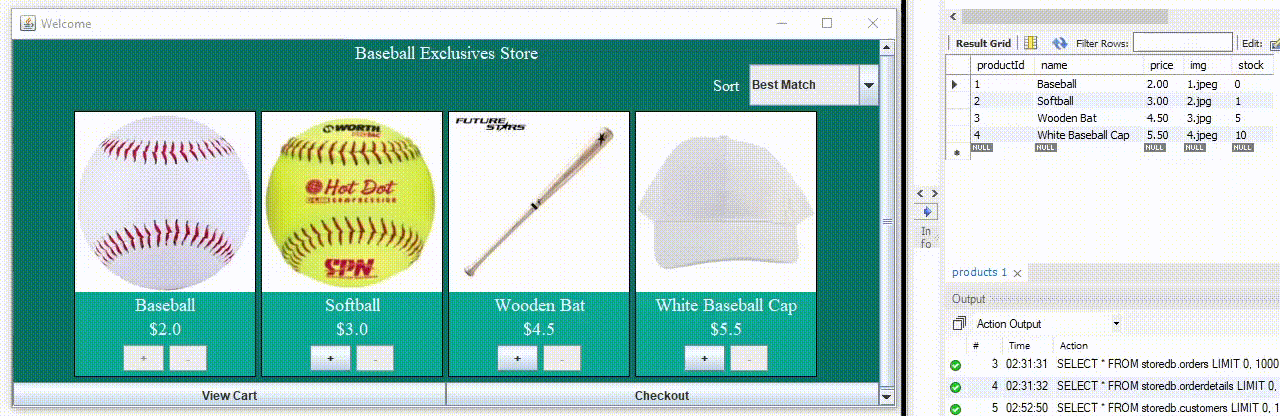 Welcome
Baseball Exclusives Store
Sort Best Match
WORTH
Hot Dot
COMPRESSION
SPN
FUTURE STARS
Baseball Softball Wooden Bat White Baseball Cap
$2.0 $3.0 $4.5 $5.5
+ - + - + - + -
View Cart Checkout
Result Grid Filter Rows: Edit:
productId name price img stock
1 Baseball 2.00 1.jpeg 0
2 Softball 3.00 2.jpg 1
3 Wooden Bat 4.50 3.jpg 5
4 White Baseball Cap 5.50 4.jpeg 10
NULL NULL NULL NULL NULL
In
fo
products 1
Output
Action Output
# Time Action
3 02:31:31 SELECT * FROM storedb.orders LIMIT 0, 1000
4 02:31:32 SELECT * FROM storedb.orderdetails LIMIT 0,
5 02:52:50 SELECT * FROM storedb.customers LIMIT 0, 1